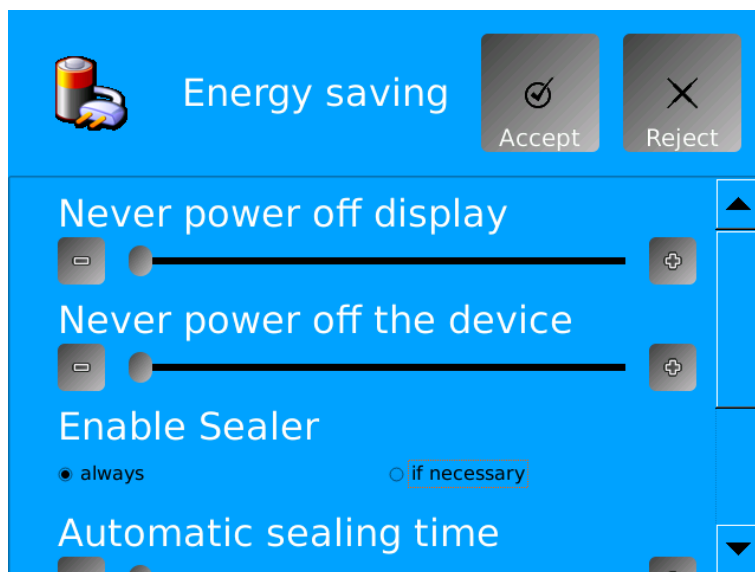 Energy saving
Accept
Reject
Never power off display
Never power off the device
Enable Sealer
always
if necessary
Automatic sealing time